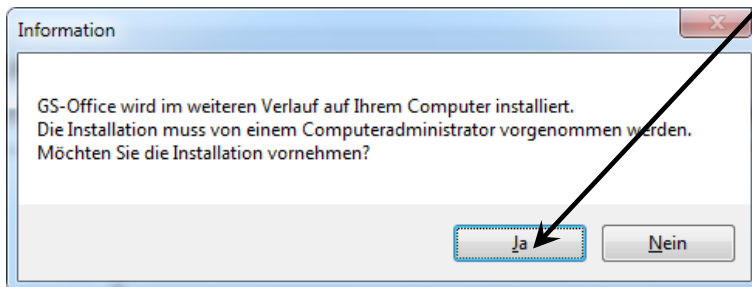 Information
GS-Office wird im weiteren Verlauf auf Ihrem Computer installiert.
Die Installation muss von einem Computeradministrator vorgenommen werden.
Möchten Sie die Installation vornehmen?
Ja
Nein